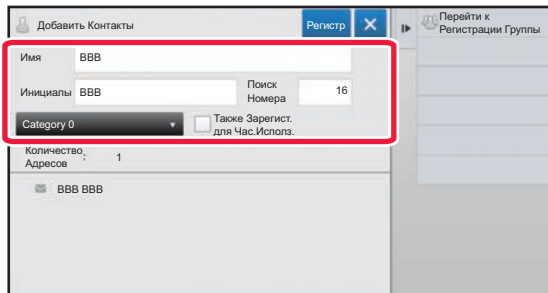 Добавить Контакты
Регистр
Перейти к
Регистрации Группы
Имя
BBB
Инициалы
BBB
Поиск
Номера
16
Category 0
Также Зарегист.
для Час.Исполз.
Количество
Адресов
:
1
BBB BBB